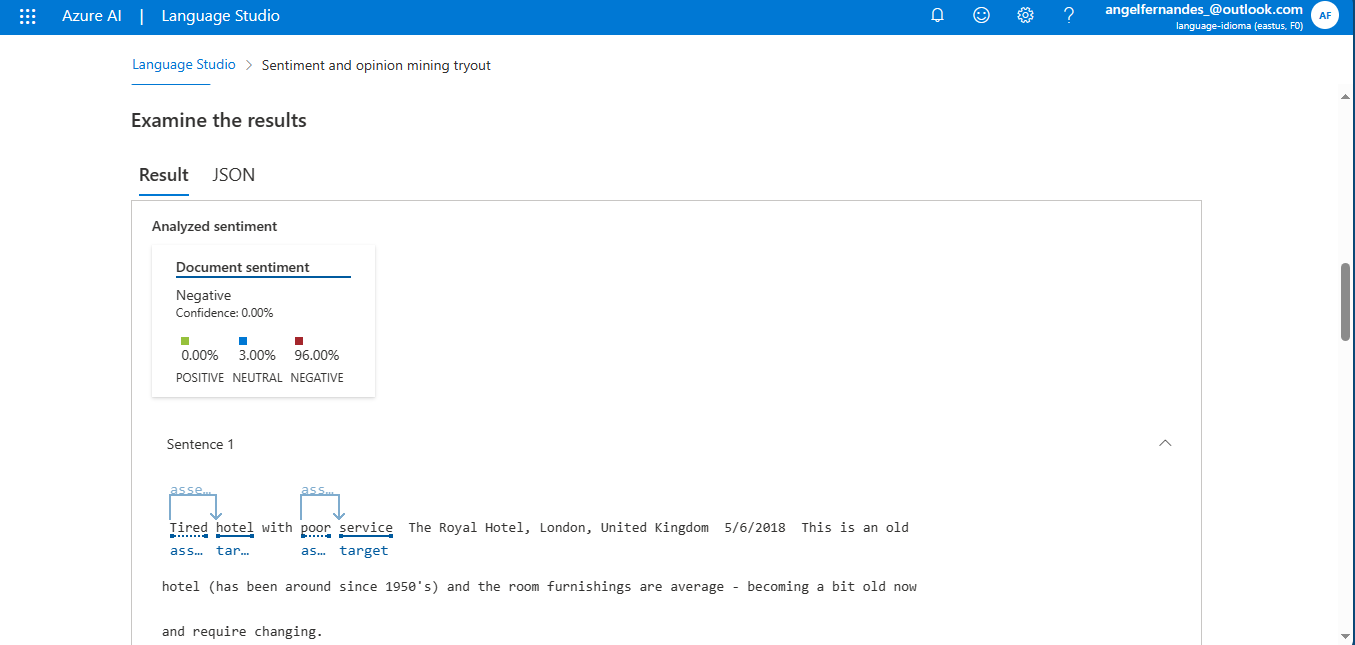 Azure AI | Language Studio
angelfernandes_@outlook.com
language-idioma (eastus, F0)
AF
Language Studio > Sentiment and opinion mining tryout
Examine the results
Result JSON
Analyzed sentiment
Document sentiment
Negative
Confidence: 0.00%
0.00% 3.00% 96.00%
POSITIVE NEUTRAL NEGATIVE
Sentence 1
asse... ass...
Tired hotel with poor service The Royal Hotel, London, United Kingdom 5/6/2018 This is an old
ass... tar... as... target
hotel (has been around since 1950's) and the room furnishings are average - becoming a bit old now
and require changing.